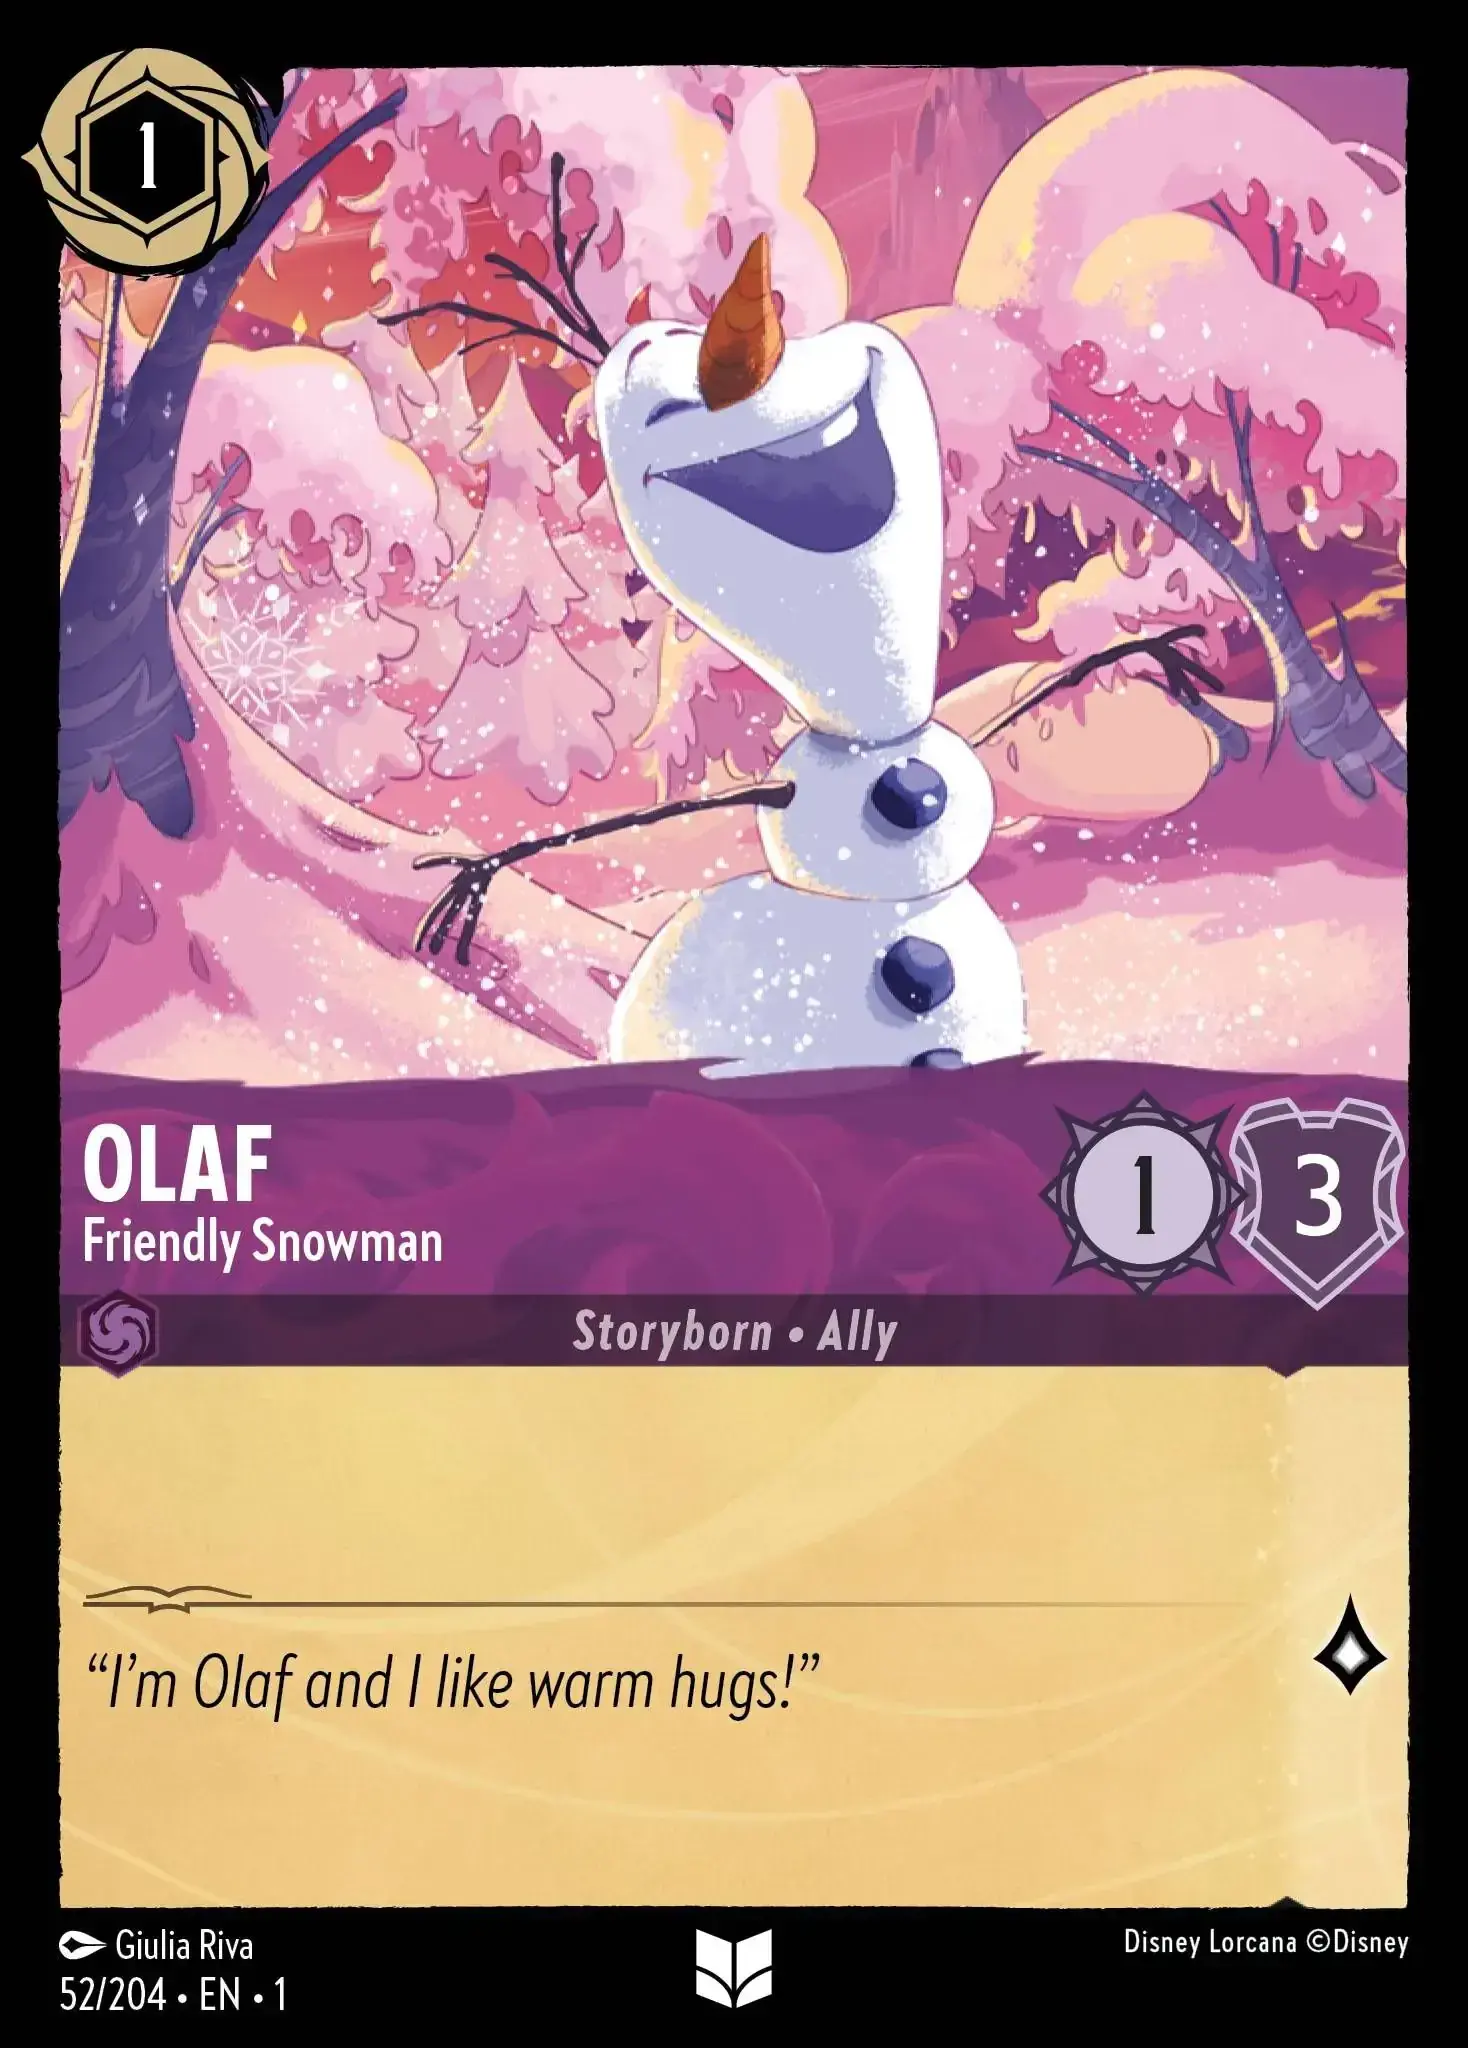 1
OLAF
Friendly Snowman
1
3
Storyborn • Ally
“I’m Olaf and I like warm hugs!”
Giulia Riva
Disney Lorcana ©Disney
52/204 • EN • 1